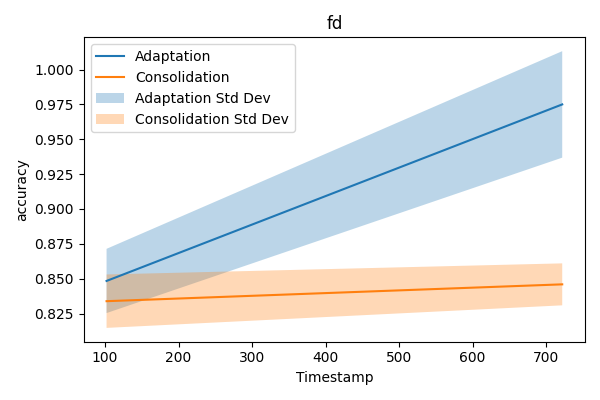 fd
Adaptation
Consolidation
Adaptation Std Dev
Consolidation Std Dev
1.000
0.975
0.950
0.925
0.900
0.875
0.850
0.825
accuracy
100 200 300 400 500 600 700
Timestamp